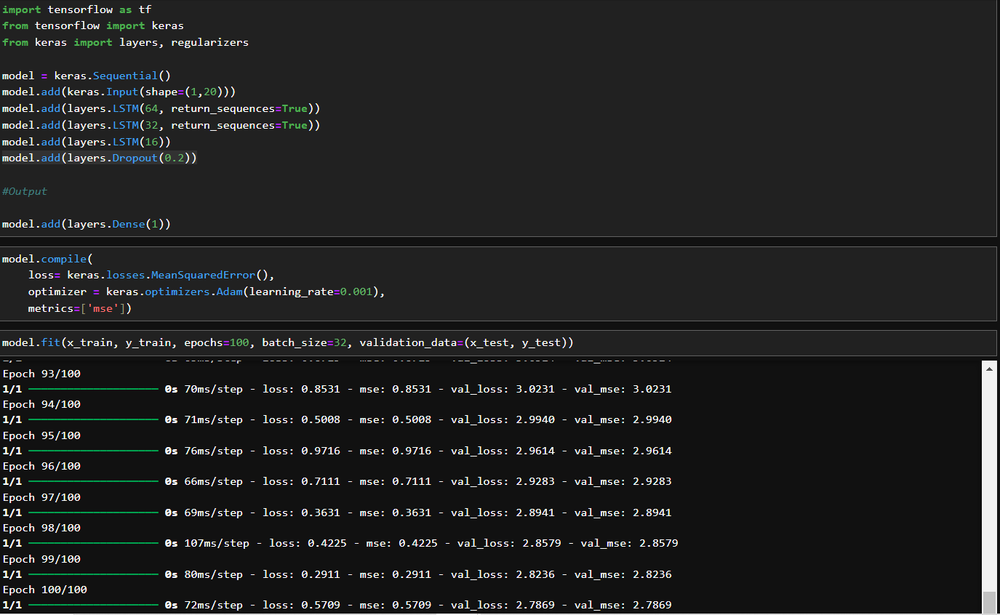 import tensorflow as tf
from tensorflow import keras
from keras import layers, regularizers
model = keras.Sequential()
model.add(keras.Input(shape=(1,20)))
model.add(layers.LSTM(64, return_sequences=True))
model.add(layers.LSTM(32, return_sequences=True))
model.add(layers.LSTM(16))
model.add(layers.Dropout(0.2))
#Output
model.add(layers.Dense(1))
model.compile(
    loss= keras.losses.MeanSquaredError(),
    optimizer = keras.optimizers.Adam(learning_rate=0.001),
    metrics=['mse'])
model.fit(x_train, y_train, epochs=100, batch_size=32, validation_data=(x_test, y_test))
Epoch 93/100
1/1 0s 70ms/step - loss: 0.8531 - mse: 0.8531 - val_loss: 3.0231 - val_mse: 3.0231
Epoch 94/100
1/1 0s 71ms/step - loss: 0.5008 - mse: 0.5008 - val_loss: 2.9940 - val_mse: 2.9940
Epoch 95/100
1/1 0s 76ms/step - loss: 0.9716 - mse: 0.9716 - val_loss: 2.9614 - val_mse: 2.9614
Epoch 96/100
1/1 0s 66ms/step - loss: 0.7111 - mse: 0.7111 - val_loss: 2.9283 - val_mse: 2.9283
Epoch 97/100
1/1 0s 69ms/step - loss: 0.3631 - mse: 0.3631 - val_loss: 2.8941 - val_mse: 2.8941
Epoch 98/100
1/1 0s 107ms/step - loss: 0.4225 - mse: 0.4225 - val_loss: 2.8579 - val_mse: 2.8579
Epoch 99/100
1/1 0s 80ms/step - loss: 0.2911 - mse: 0.2911 - val_loss: 2.8236 - val_mse: 2.8236
Epoch 100/100
1/1 0s 72ms/step - loss: 0.5709 - mse: 0.5709 - val_loss: 2.7869 - val_mse: 2.7869